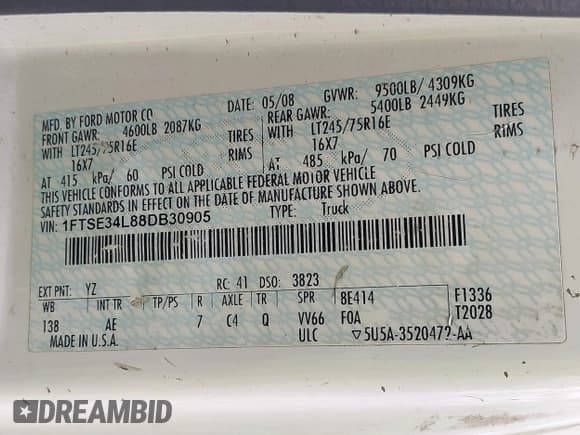 MFD. BY FORD MOTOR CO.
DATE: 05/08 GVWR: 9500LB/ 4309KG
FRONT GAWR: 4600LB 2087KG
REAR GAWR: 5400LB 2449KG
WITH LT245/75R16E TIRES
WITH LT245/75R16E TIRES
16X7 RIMS
16X7 RIMS
AT 415 kPa/ 60 PSI COLD
AT 485 kPa/ 70 PSI COLD
THIS VEHICLE CONFORMS TO ALL APPLICABLE FEDERAL MOTOR VEHICLE
SAFETY STANDARDS IN EFFECT ON THE DATE OF MANUFACTURE SHOWN ABOVE.
VIN: 1FTSE34L88DB30905
TYPE: Truck
EXT PNT: YZ RC: 41 DSO: 3823
WB INT TR TP/PS R AXLE TR SPR 8E414 F1336
138 AE 7 C4 Q VV66 FOA T2028
MADE IN U.S.A. ULC ▽5U5A-3520472-AA
DREAMBID